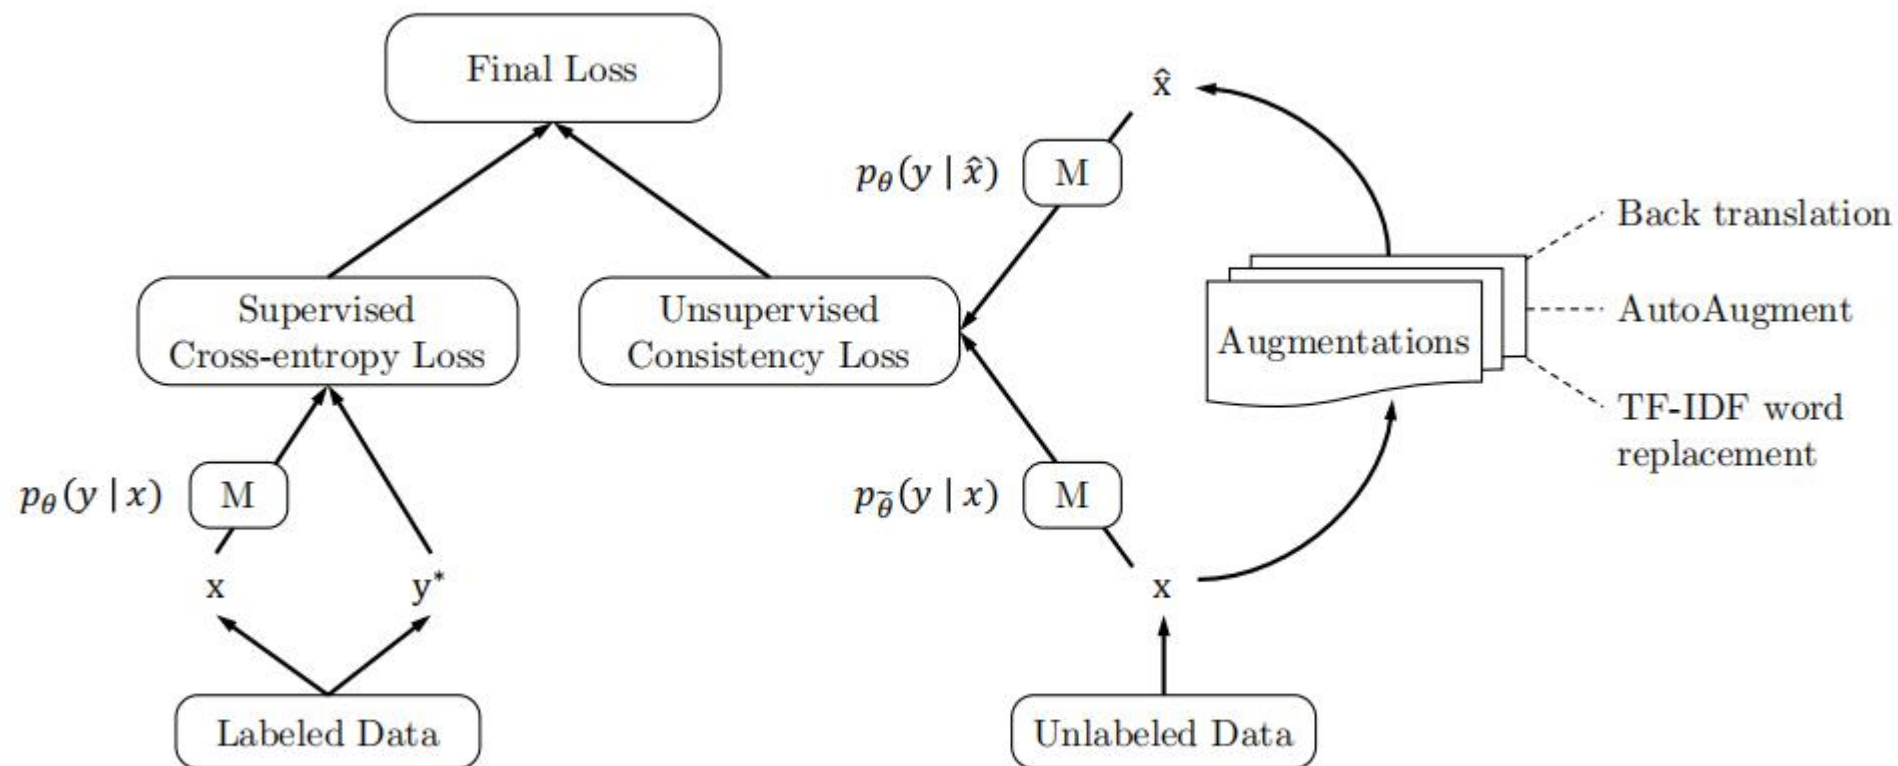 Final Loss
x̂
p_θ(y | x̂)
M
Back translation
Supervised
Cross-entropy Loss
Unsupervised
Consistency Loss
Augmentations
AutoAugment
TF-IDF word
replacement
p_θ(y | x)
M
p_θ̃(y | x)
M
x
y*
x
Labeled Data
Unlabeled Data